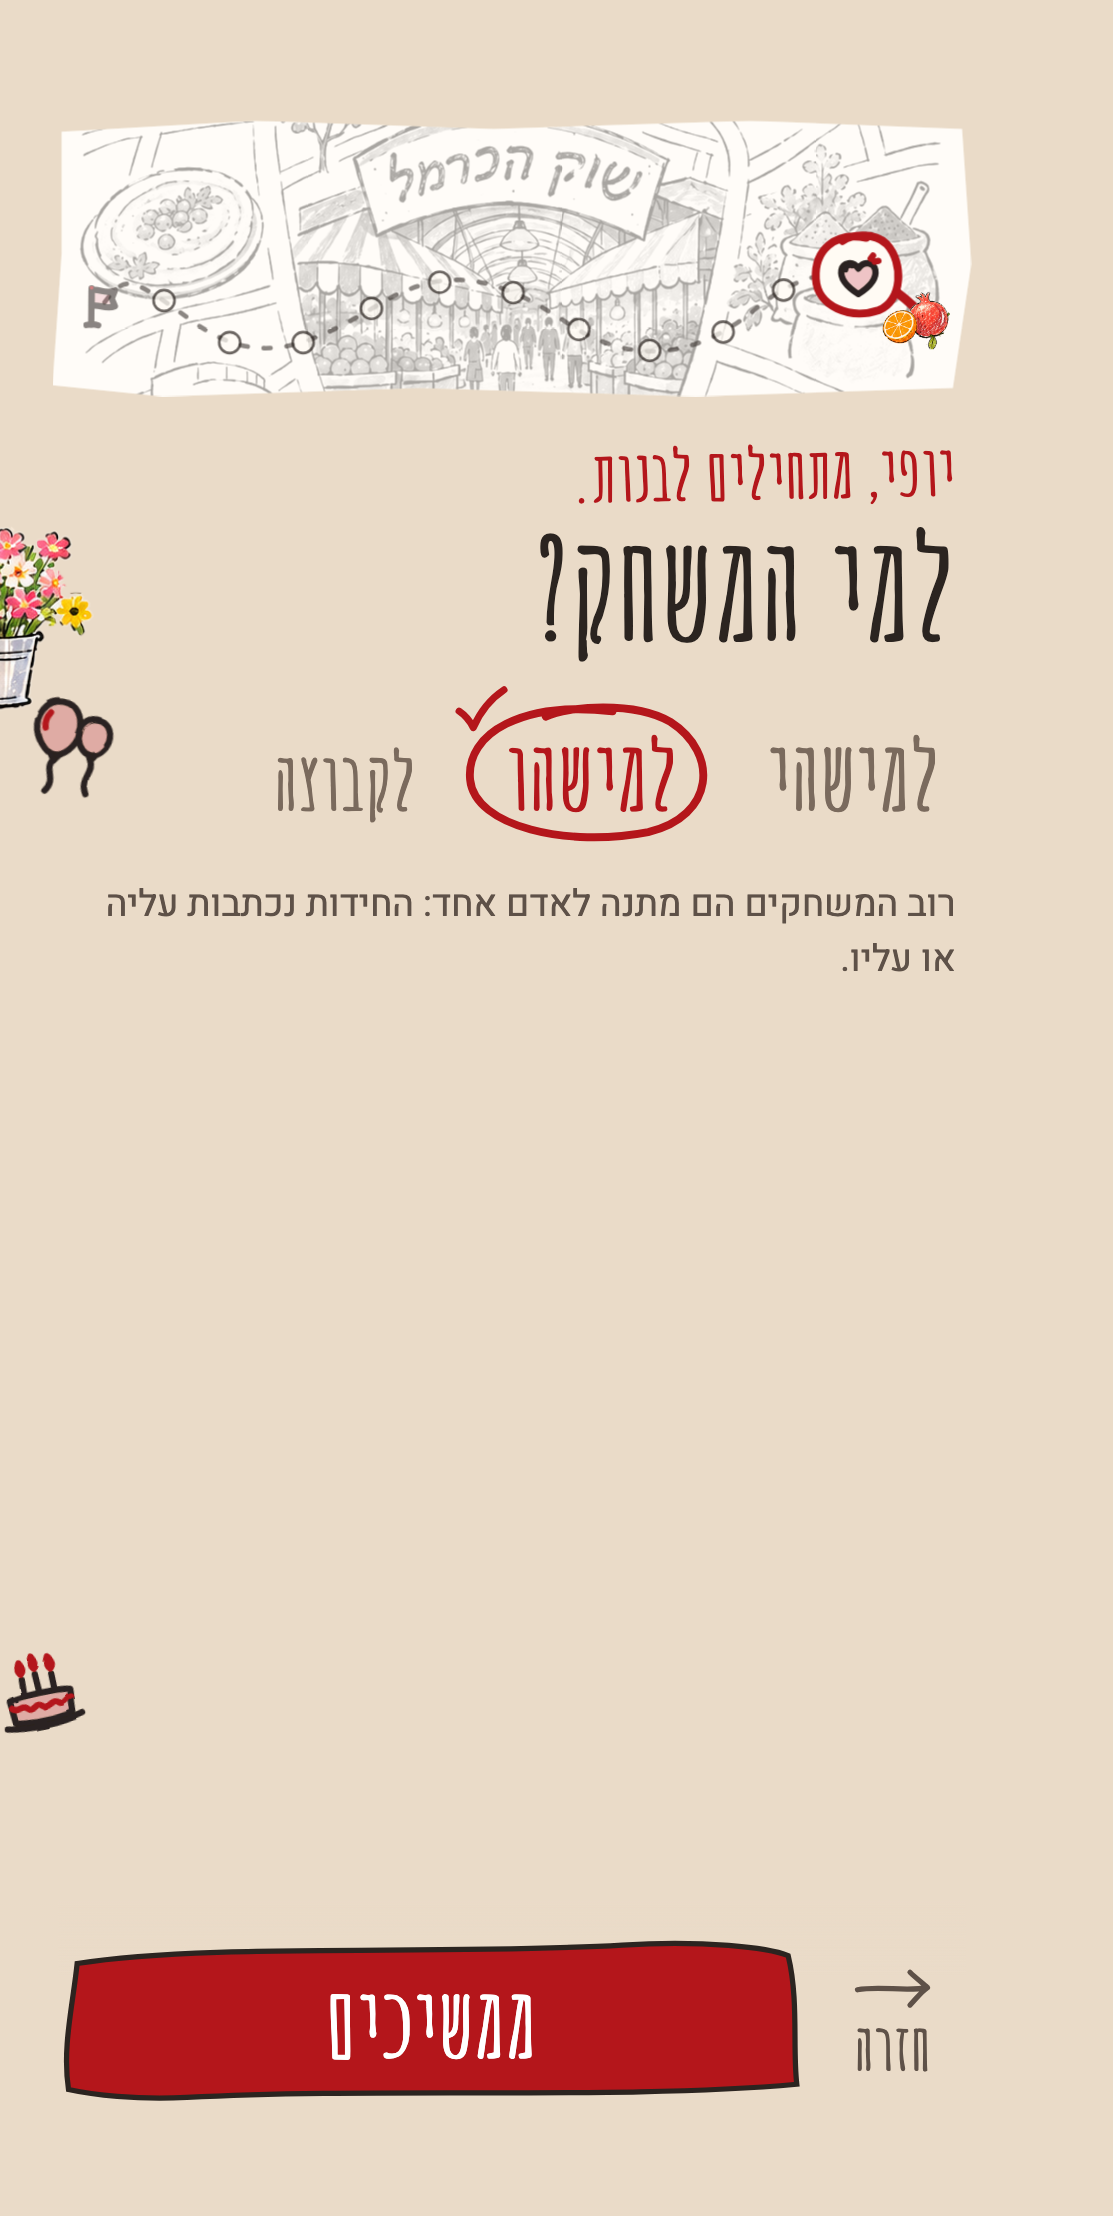 שוק הכרמל
יופי, מתחילים לבנות.
למי המשחק?
למישהי למישהו לקבוצה
רוב המשחקים הם מתנה לאדם אחד: החידות נכתבות עליה
או עליו.
ממשיכים
חזרה